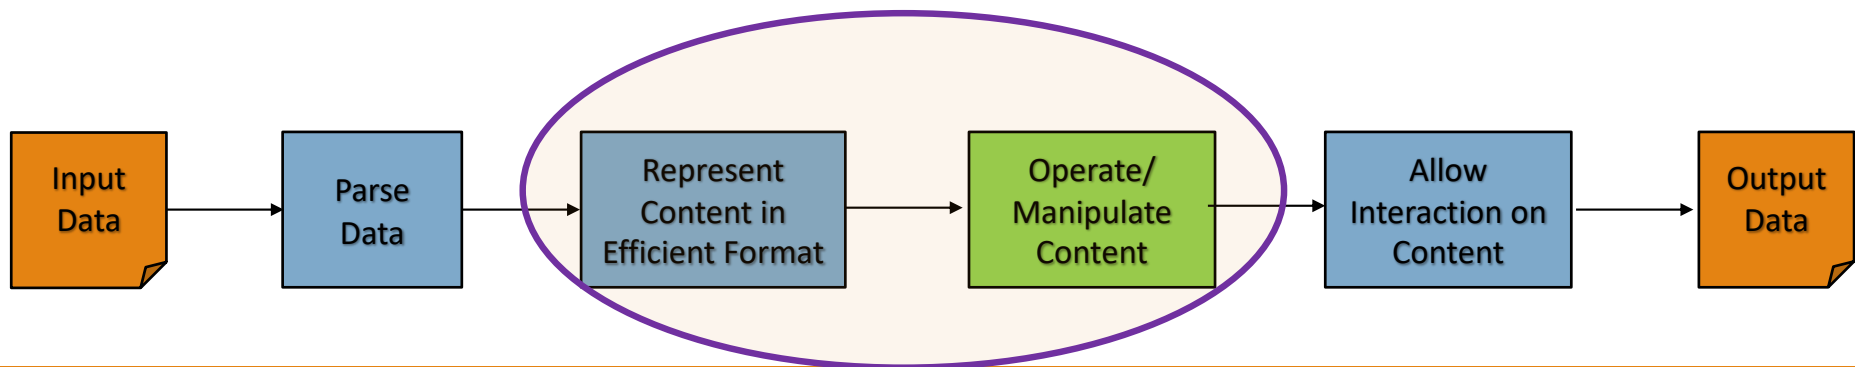 Input
Data
Parse
Data
Represent
Content in
Efficient Format
Operate/
Manipulate
Content
Allow
Interaction on
Content
Output
Data